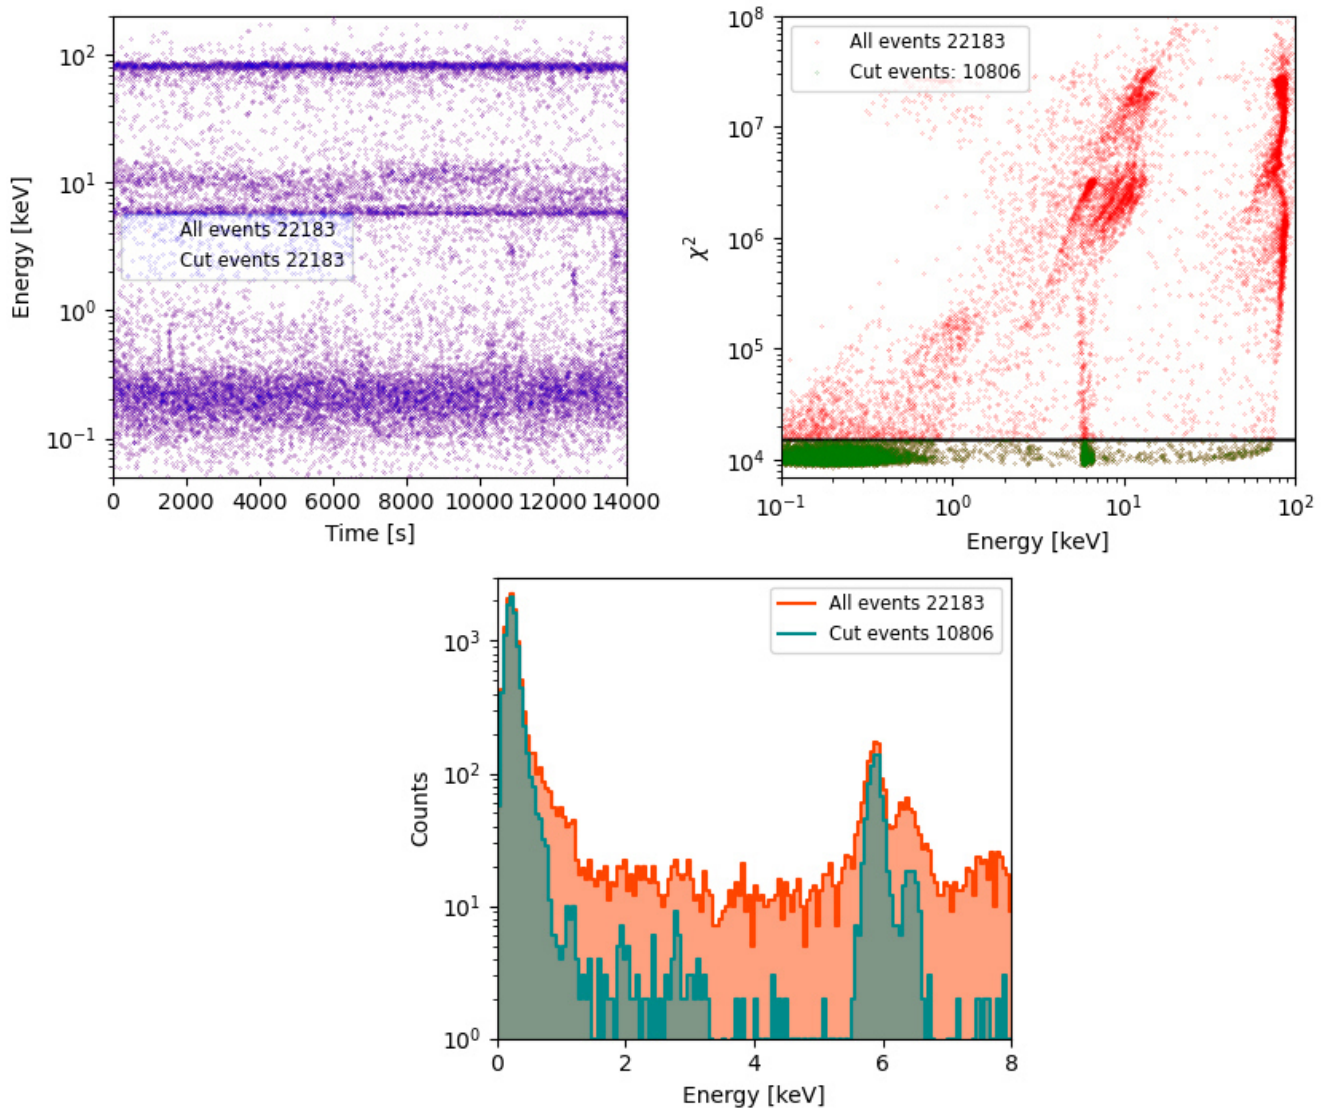 10²
10¹
10⁰
10⁻¹
Energy [keV]
All events 22183
Cut events 22183
0 2000 4000 6000 8000 10000 12000 14000
Time [s]
10⁸
10⁷
10⁶
10⁵
10⁴
χ²
All events 22183
Cut events: 10806
10⁻¹ 10⁰ 10¹ 10²
Energy [keV]
10³
10²
10¹
10⁰
Counts
All events 22183
Cut events 10806
0 2 4 6 8
Energy [keV]